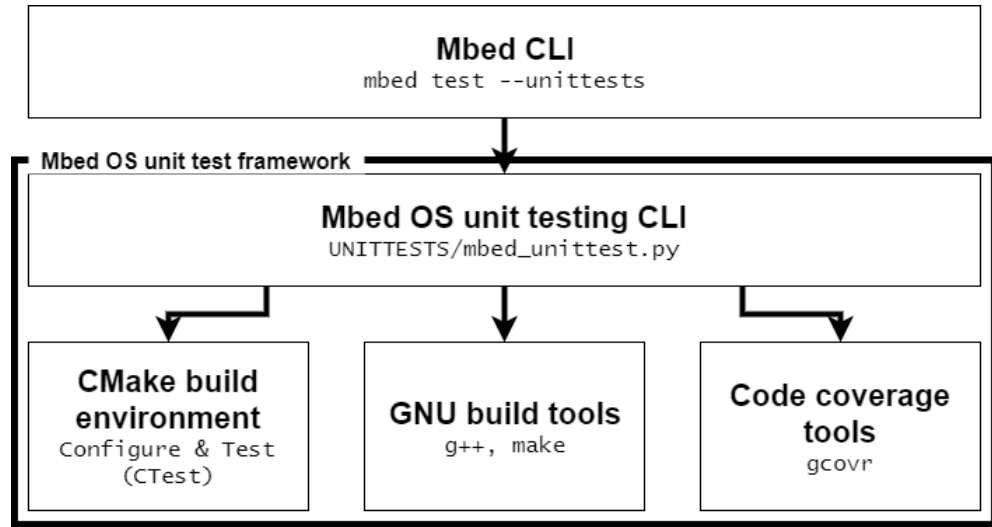 Mbed CLI
mbed test --unittests
Mbed OS unit test framework
Mbed OS unit testing CLI
UNITTESTS/mbed_unittest.py
CMake build
environment
Configure & Test
(CTest)
GNU build tools
g++, make
Code coverage
tools
gcovr